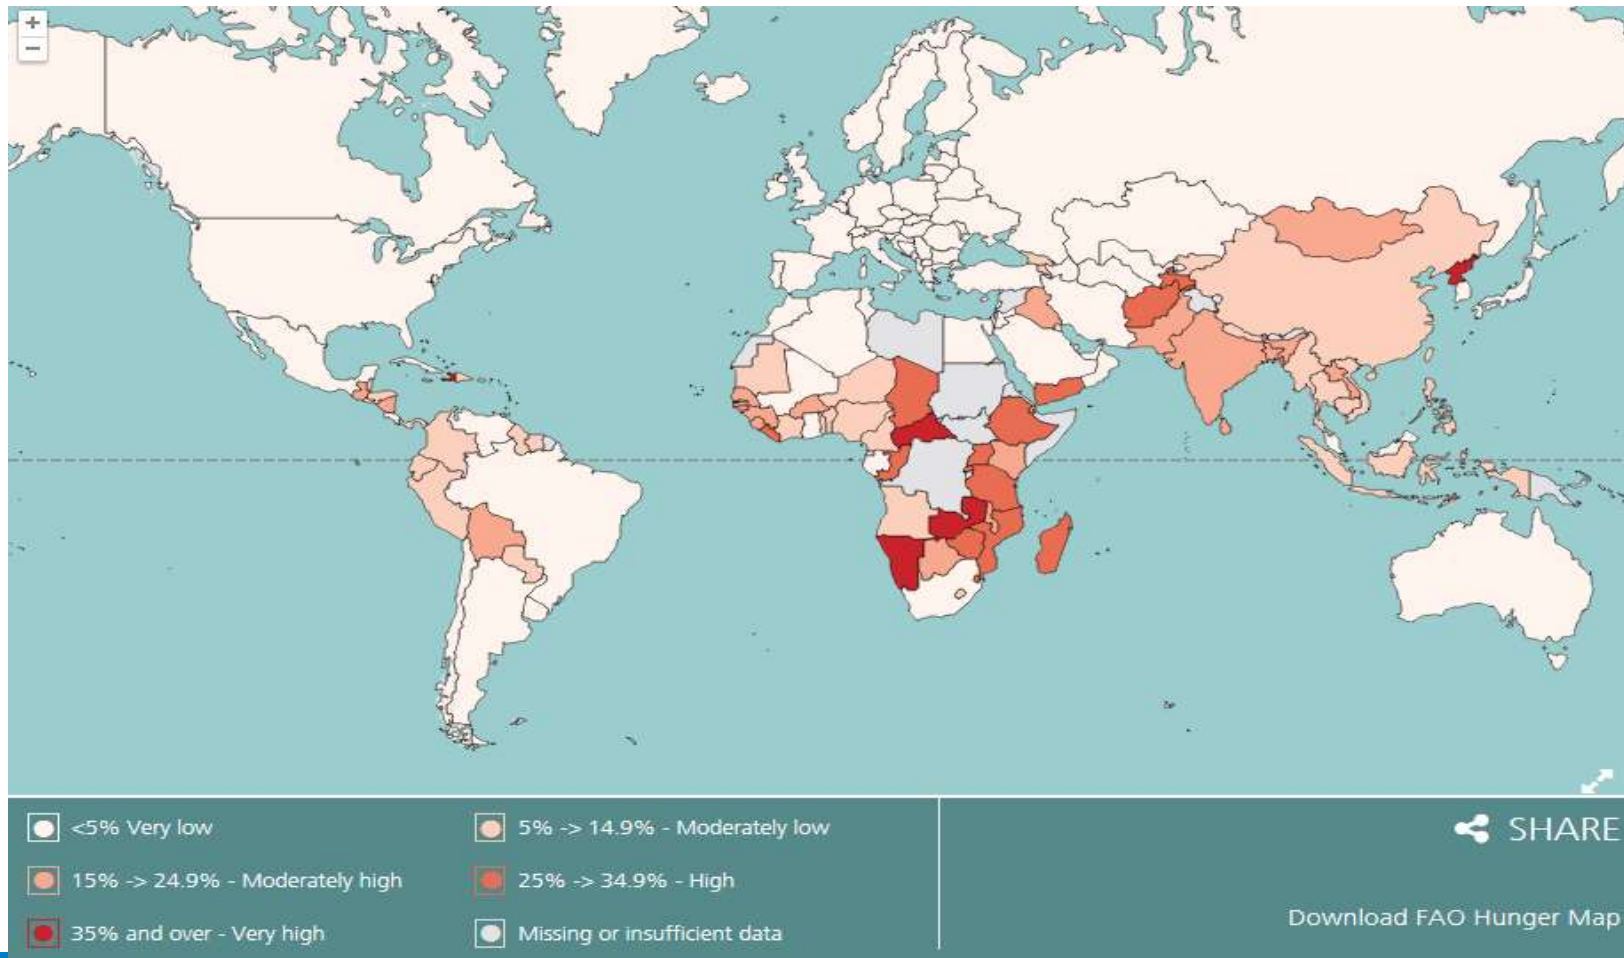 +
−
<5% Very low
5% -> 14.9% - Moderately low
15% -> 24.9% - Moderately high
25% -> 34.9% - High
35% and over - Very high
Missing or insufficient data
SHARE
Download FAO Hunger Map